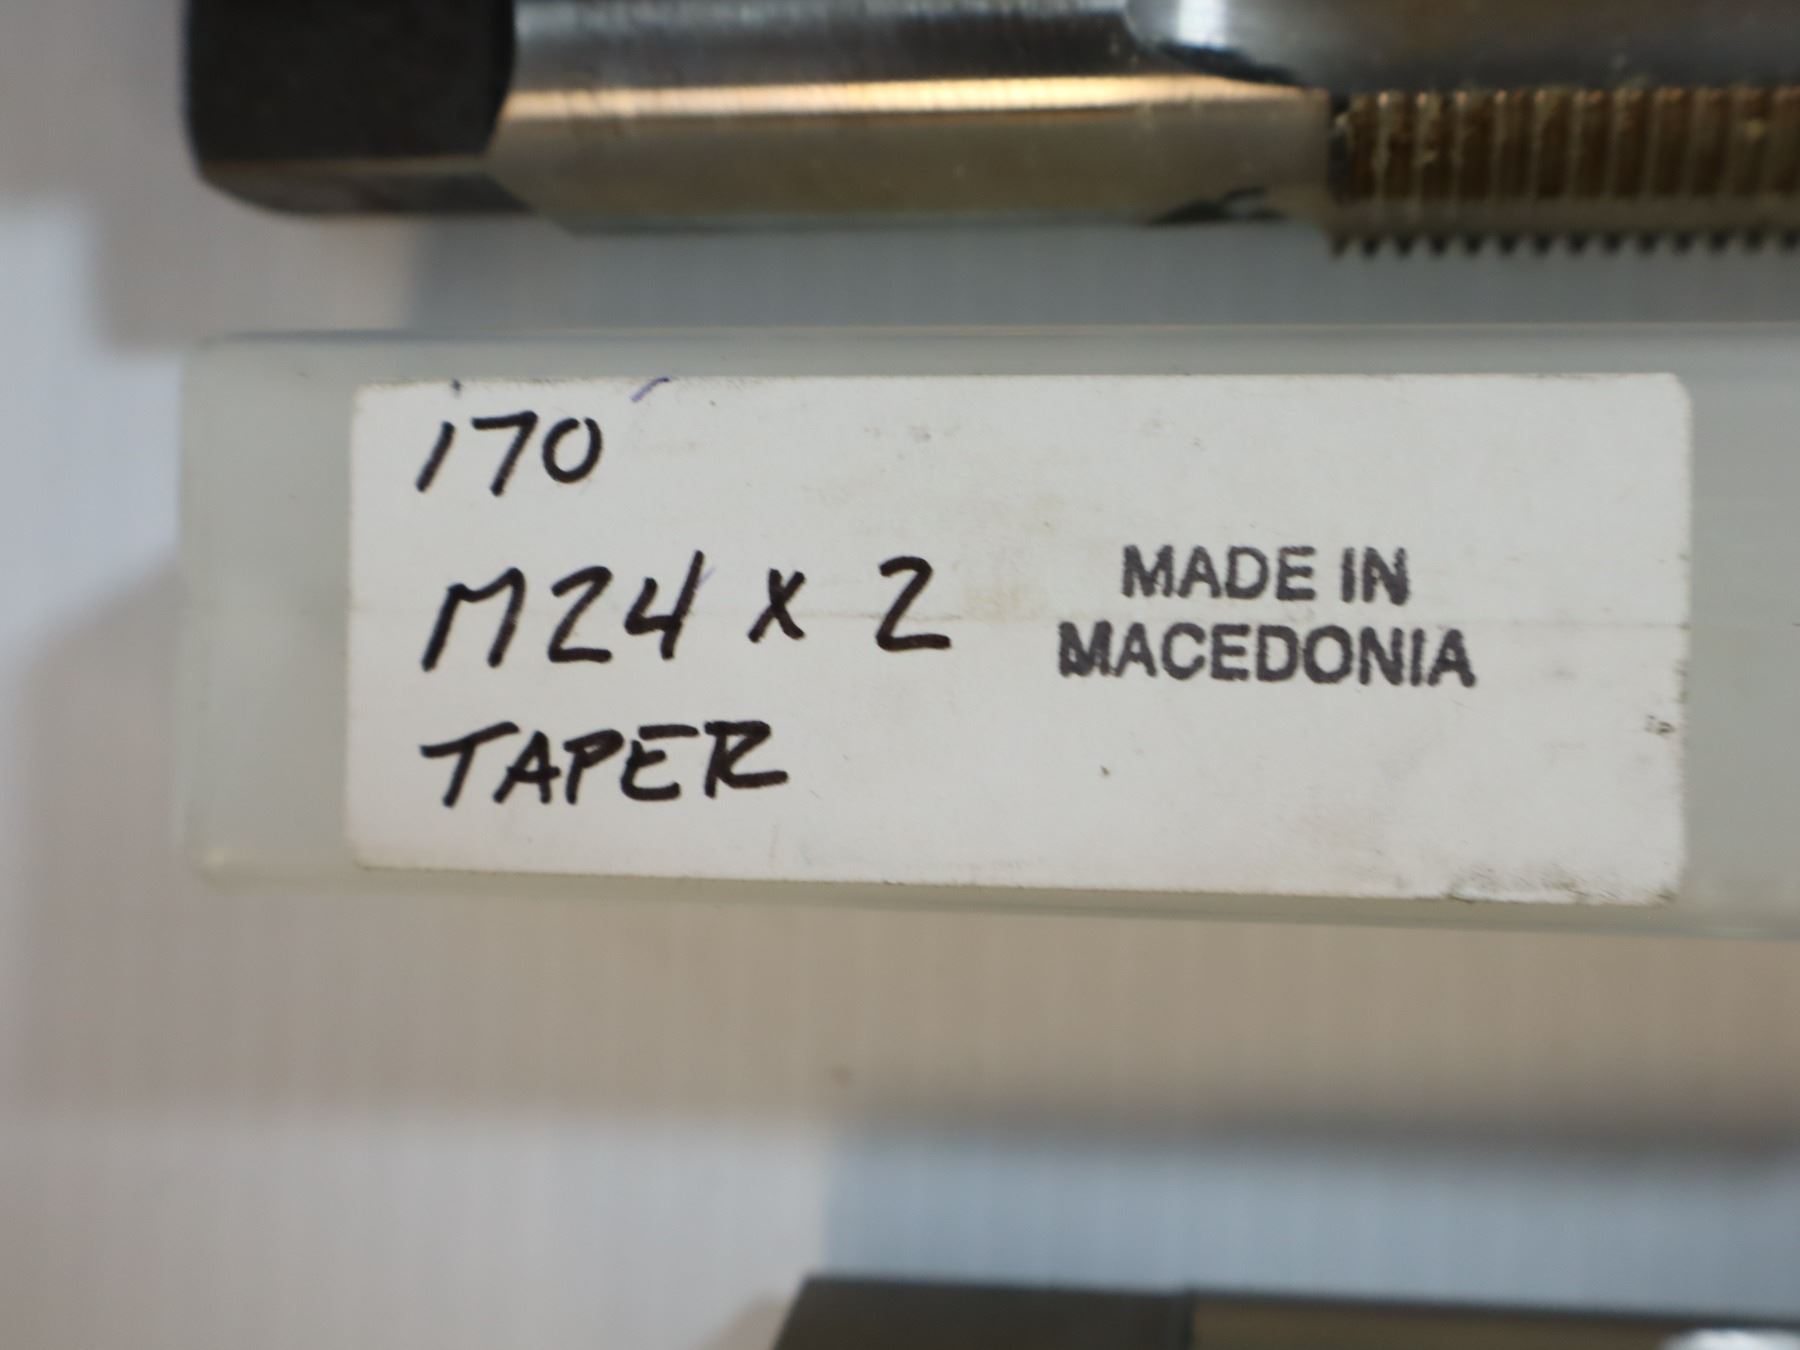 170
M24 x 2
TAPER
MADE IN
MACEDONIA